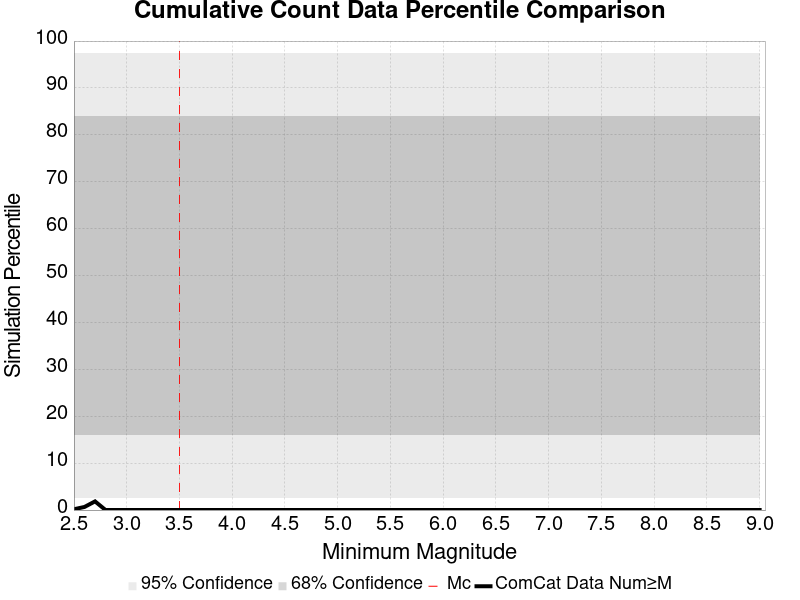 Cumulative Count Data Percentile Comparison
100
90
80
70
60
50
40
30
20
10
0
Simulation Percentile
2.5 3.0 3.5 4.0 4.5 5.0 5.5 6.0 6.5 7.0 7.5 8.0 8.5 9.0
Minimum Magnitude
95% Confidence 68% Confidence Mc ComCat Data Num≥M